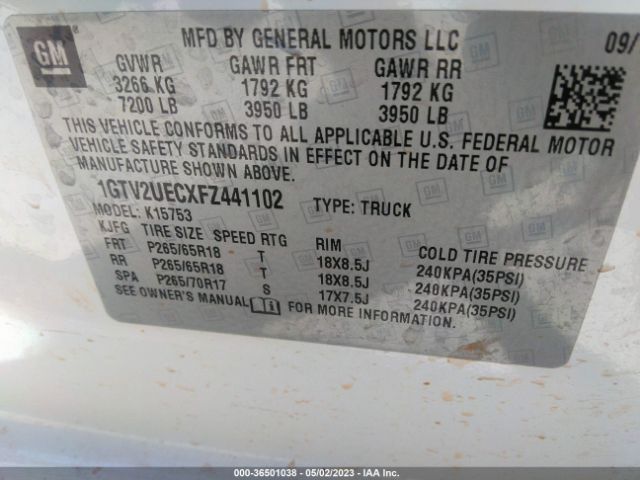 GM
MFD BY GENERAL MOTORS LLC 09/
GVWR GAWR FRT GAWR RR
3266 KG 1792 KG 1792 KG
7200 LB 3950 LB 3950 LB
THIS VEHICLE CONFORMS TO ALL APPLICABLE U.S. FEDERAL MOTOR
VEHICLE SAFETY STANDARDS IN EFFECT ON THE DATE OF
MANUFACTURE SHOWN ABOVE.
1GTV2UECXFZ441102 TYPE: TRUCK
MODEL: K15753
KJFG TIRE SIZE SPEED RTG RIM COLD TIRE PRESSURE
FRT P265/65R18 T 18X8.5J 240KPA(35PSI)
RR P265/65R18 T 18X8.5J 240KPA(35PSI)
SPA P265/70R17 S 17X7.5J 240KPA(35PSI)
SEE OWNER'S MANUAL FOR MORE INFORMATION.
000-36501038 - 05/02/2023 - IAA Inc.